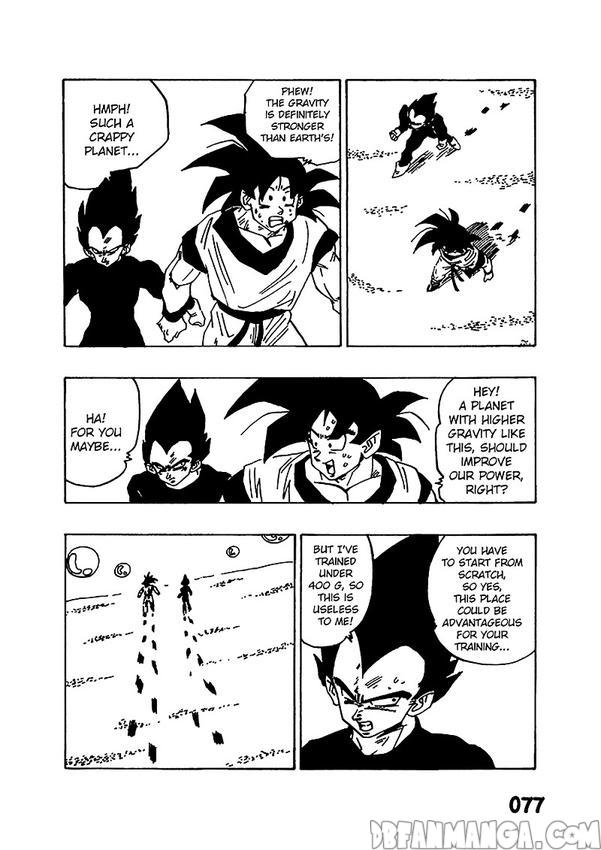 PHEW!
THE GRAVITY
IS DEFINITELY
STRONGER
THAN EARTH'S!
HMPH!
SUCH A
CRAPPY
PLANET...
HEY!
A PLANET
WITH HIGHER
GRAVITY LIKE
THIS, SHOULD
IMPROVE
OUR POWER,
RIGHT?
HA!
FOR YOU
MAYBE...
YOU HAVE
TO START FROM
SCRATCH,
SO YES,
THIS PLACE
COULD BE
ADVANTAGEOUS
FOR YOUR
TRAINING...
BUT I'VE
TRAINED
UNDER
400 G, SO
THIS IS
USELESS
TO ME!
077
DBFANMANGA.COM